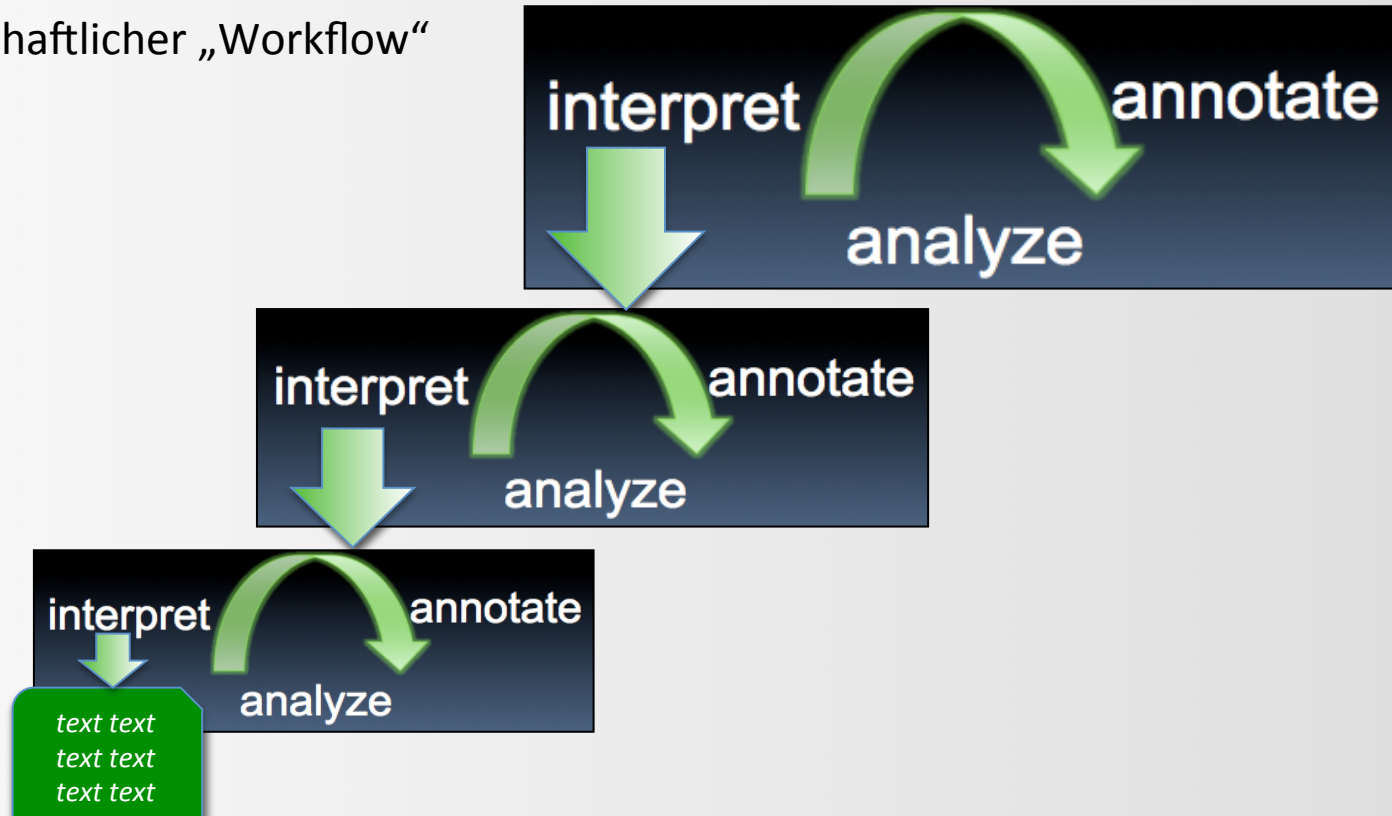 haftlicher „Workflow“
interpret
annotate
analyze
interpret
annotate
analyze
interpret
annotate
analyze
text text
text text
text text